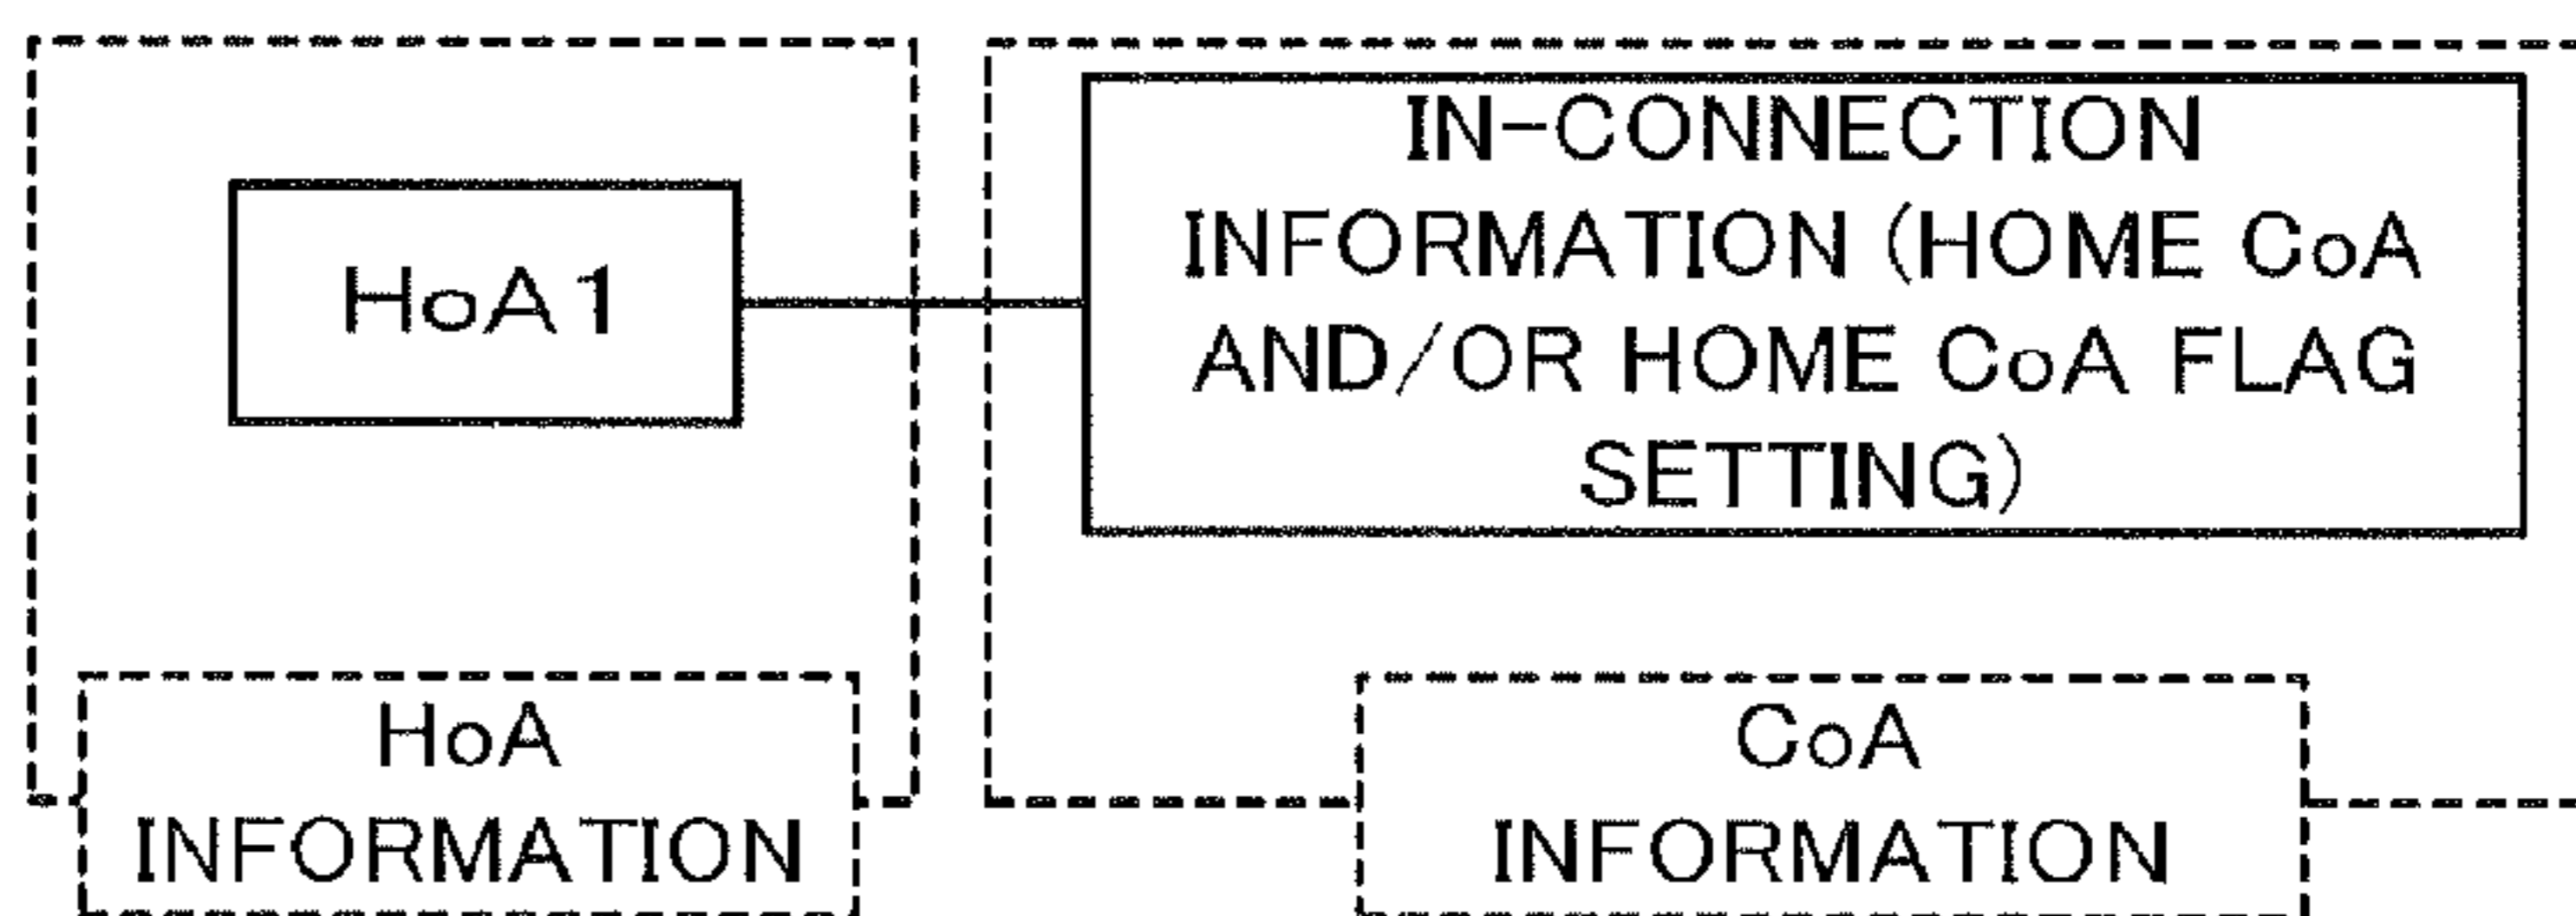 HoA1
IN-CONNECTION
INFORMATION (HOME CoA
AND/OR HOME CoA FLAG
SETTING)
HoA
INFORMATION
CoA
INFORMATION